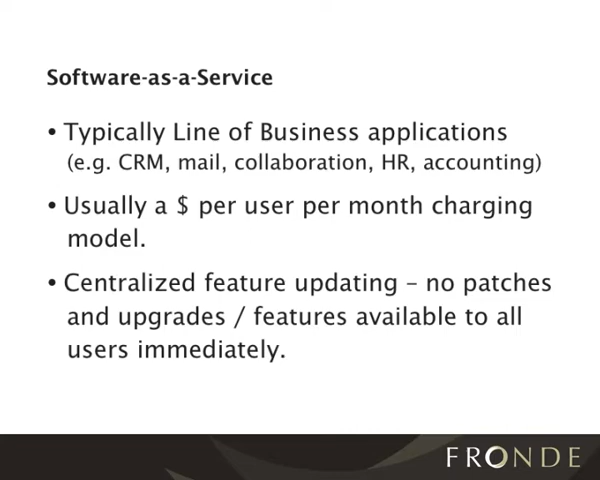 Software-as-a-Service
• Typically Line of Business applications
(e.g. CRM, mail, collaboration, HR, accounting)
• Usually a $ per user per month charging
model.
• Centralized feature updating – no patches
and upgrades / features available to all
users immediately.
FRONDE